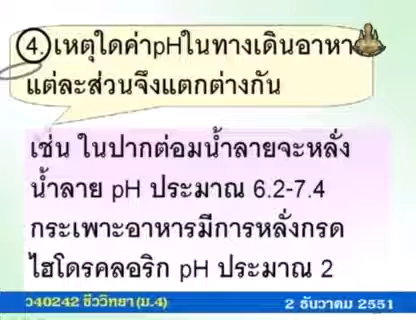 4. เหตุใดค่าpHในทางเดินอาหา
แต่ละส่วนจึงแตกต่างกัน
เช่น ในปากต่อมน้ำลายจะหลั่ง
น้ำลาย pH ประมาณ 6.2-7.4
กระเพาะอาหารมีการหลั่งกรด
ไฮโดรคลอริก pH ประมาณ 2
ว40242 ชีววิทยา (ม.4) 2 ธันวาคม 2551